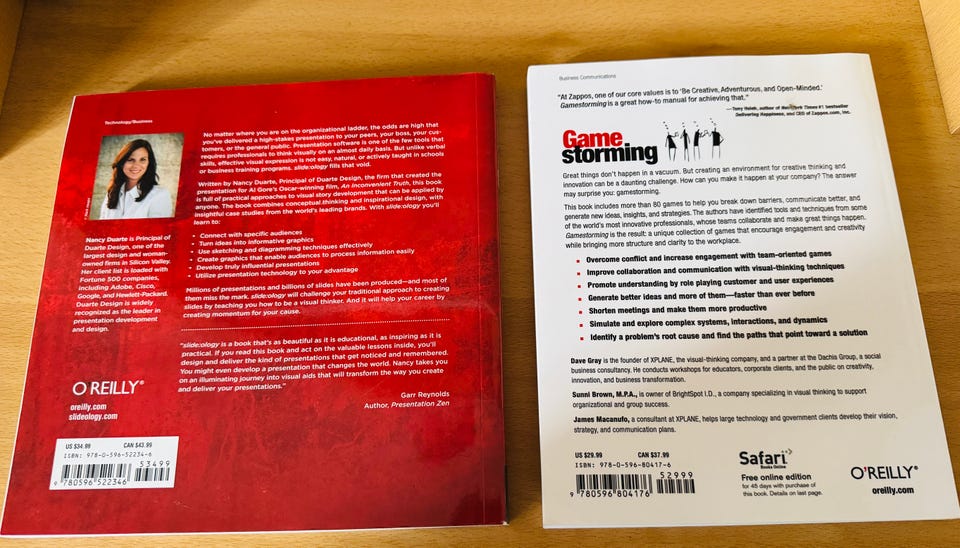 Technology/Business
No matter where you are on the organizational ladder, the odds are high that
you've delivered a high-stakes presentation to your peers, your boss, your cus-
tomers, or the general public. Presentation software is one of the few tools that
requires professionals to think visually on an almost daily basis. But unlike verbal
skills, effective visual expression is not easy, natural, or actively taught in schools
or business training programs. slide:ology fills that void.
Written by Nancy Duarte, Principal of Duarte Design, the firm that created the
presentation for Al Gore's Oscar-winning film, An Inconvenient Truth, this book
is full of practical approaches to visual story development that can be applied by
anyone. The book combines conceptual thinking and inspirational design, with
insightful case studies from the world's leading brands. With slide:ology you'll
learn to:
• Connect with specific audiences
• Turn ideas into informative graphics
• Use sketching and diagramming techniques effectively
• Create graphics that enable audiences to process information easily
• Develop truly influential presentations
• Utilize presentation technology to your advantage
Millions of presentations and billions of slides have been produced—and most of
them miss the mark. slide:ology will challenge your traditional approach to creating
slides by teaching you how to be a visual thinker. And it will help your career by
creating momentum for your cause.
Nancy Duarte is Principal of
Duarte Design, one of the
largest design and woman-
owned firms in Silicon Valley.
Her client list is loaded with
Fortune 500 companies,
including Adobe, Cisco,
Google, and Hewlett-Packard.
Duarte Design is widely
recognized as the leader in
presentation development
and design.
"slide:ology is a book that's as beautiful as it is educational, as inspiring as it is
practical. If you read this book and act on the valuable lessons inside, you'll
design and deliver the kind of presentations that get noticed and remembered.
You might even develop a presentation that changes the world. Nancy takes you
on an illuminating journey into visual aids that will transform the way you create
and deliver your presentations."
Garr Reynolds
Author, Presentation Zen
O'REILLY®
oreilly.com
slideology.com
US $34.99 CAN $43.99
ISBN: 978-0-596-52234-6
53499
9 780596 522346
Business Communications
"At Zappos, one of our core values is to 'Be Creative, Adventurous, and Open-Minded.'
Gamestorming is a great how-to manual for achieving that."
—Tony Hsieh, author of New York Times #1 bestseller
Delivering Happiness, and CEO of Zappos.com, Inc.
Game
storming
Great things don't happen in a vacuum. But creating an environment for creative thinking and
innovation can be a daunting challenge. How can you make it happen at your company? The answer
may surprise you: gamestorming.
This book includes more than 80 games to help you break down barriers, communicate better, and
generate new ideas, insights, and strategies. The authors have identified tools and techniques from some
of the world's most innovative professionals, whose teams collaborate and make great things happen.
Gamestorming is the result: a unique collection of games that encourage engagement and creativity
while bringing more structure and clarity to the workplace.
■ Overcome conflict and increase engagement with team-oriented games
■ Improve collaboration and communication with visual-thinking techniques
■ Promote understanding by role playing customer and user experiences
■ Generate better ideas and more of them—faster than ever before
■ Shorten meetings and make them more productive
■ Simulate and explore complex systems, interactions, and dynamics
■ Identify a problem's root cause and find the paths that point toward a solution
Dave Gray is the founder of XPLANE, the visual-thinking company, and a partner at the Dachis Group, a social
business consultancy. He conducts workshops for educators, corporate clients, and the public on creativity,
innovation, and business transformation.
Sunni Brown, M.P.A., is owner of BrightSpot I.D., a company specializing in visual thinking to support
organizational and group success.
James Macanufo, a consultant at XPLANE, helps large technology and government clients develop their vision,
strategy, and communication plans.
US $29.99 CAN $37.99
ISBN: 978-0-596-80417-6
52999
9 780596 804176
Safari
Books Online
Free online edition
for 45 days with purchase of
this book. Details on last page.
O'REILLY®
oreilly.com